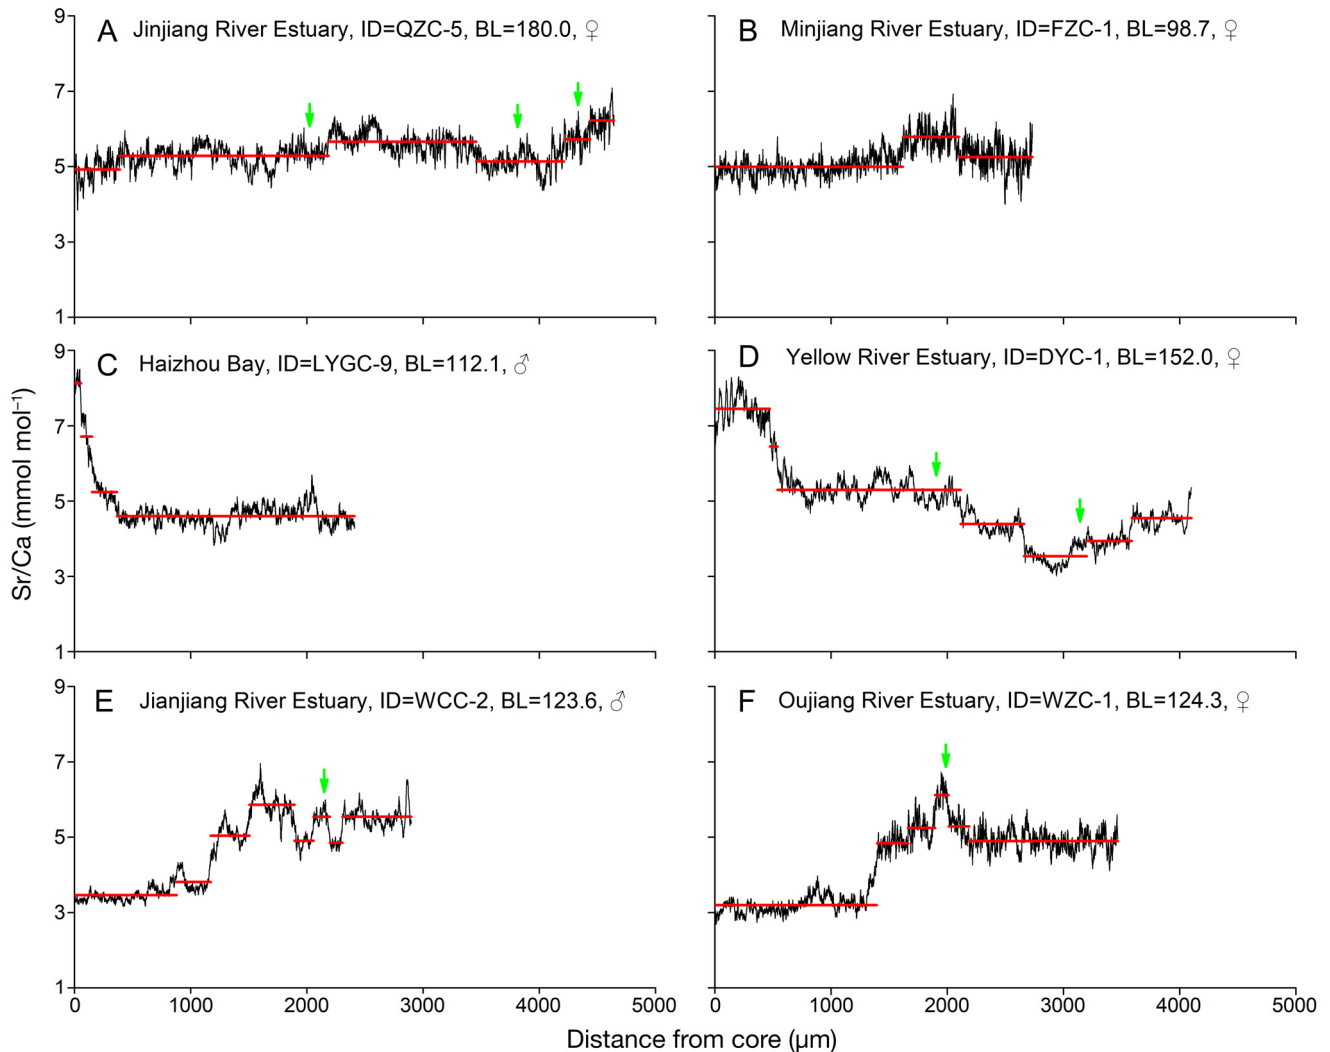 A Jinjiang River Estuary, ID=QZC-5, BL=180.0, ♀
B Minjiang River Estuary, ID=FZC-1, BL=98.7, ♀
9
7
5
3
1
C Haizhou Bay, ID=LYGC-9, BL=112.1, ♂
D Yellow River Estuary, ID=DYC-1, BL=152.0, ♀
9
7
5
3
1
Sr/Ca (mmol mol⁻¹)
E Jianjiang River Estuary, ID=WCC-2, BL=123.6, ♂
F Oujiang River Estuary, ID=WZC-1, BL=124.3, ♀
9
7
5
3
1
0 1000 2000 3000 4000 5000
0 1000 2000 3000 4000 5000
Distance from core (µm)